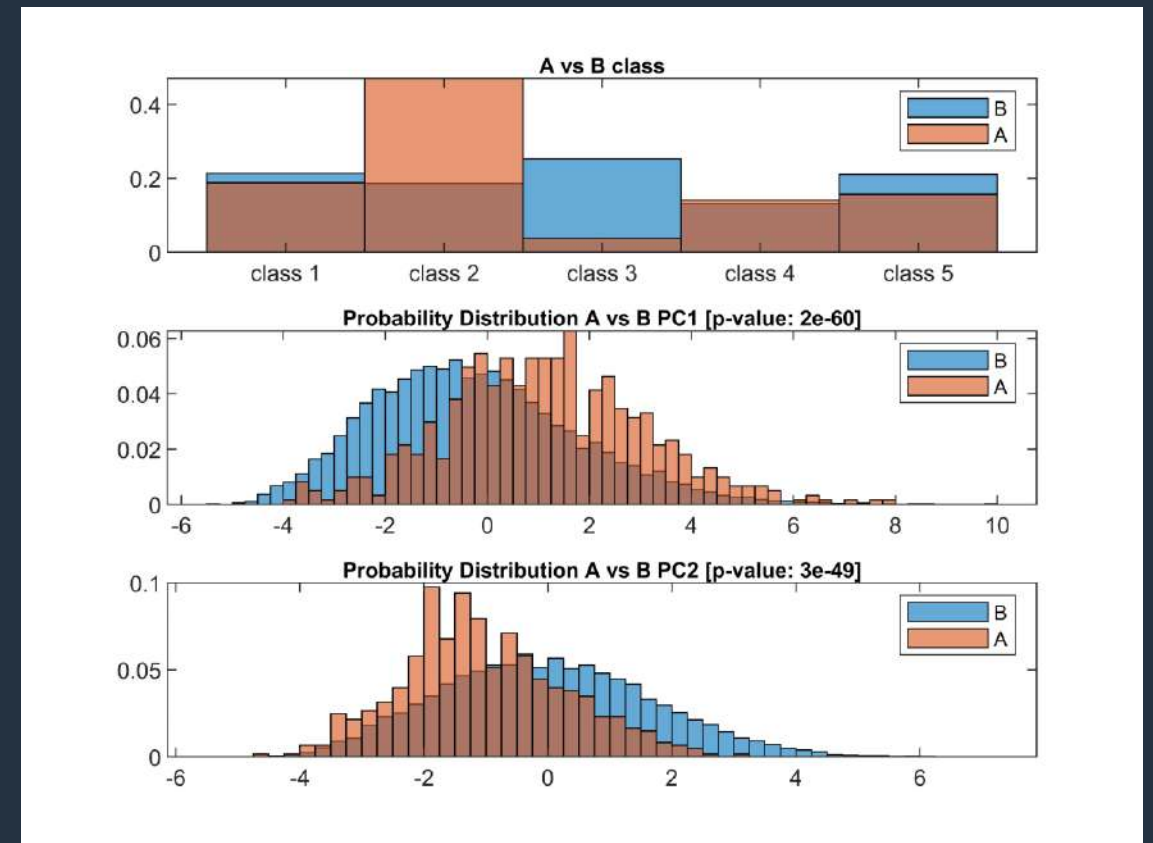 A vs B class
0.4
0.2
0
B
A
class 1 class 2 class 3 class 4 class 5
Probability Distribution A vs B PC1 [p-value: 2e-60]
0.06
0.04
0.02
0
B
A
-6 -4 -2 0 2 4 6 8 10
Probability Distribution A vs B PC2 [p-value: 3e-49]
0.1
0.05
0
B
A
-6 -4 -2 0 2 4 6